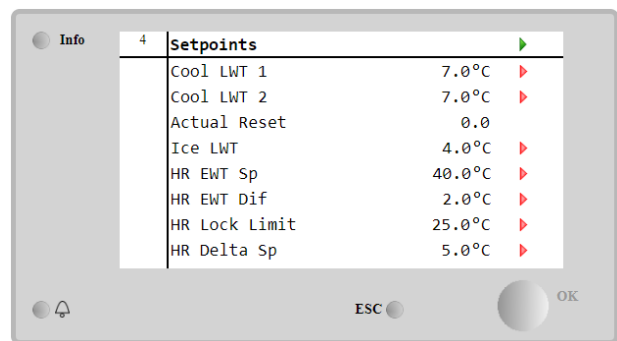 Info
4 Setpoints
Cool LWT 1 7.0°C
Cool LWT 2 7.0°C
Actual Reset 0.0
Ice LWT 4.0°C
HR EWT Sp 40.0°C
HR EWT Dif 2.0°C
HR Lock Limit 25.0°C
HR Delta Sp 5.0°C
ESC
OK